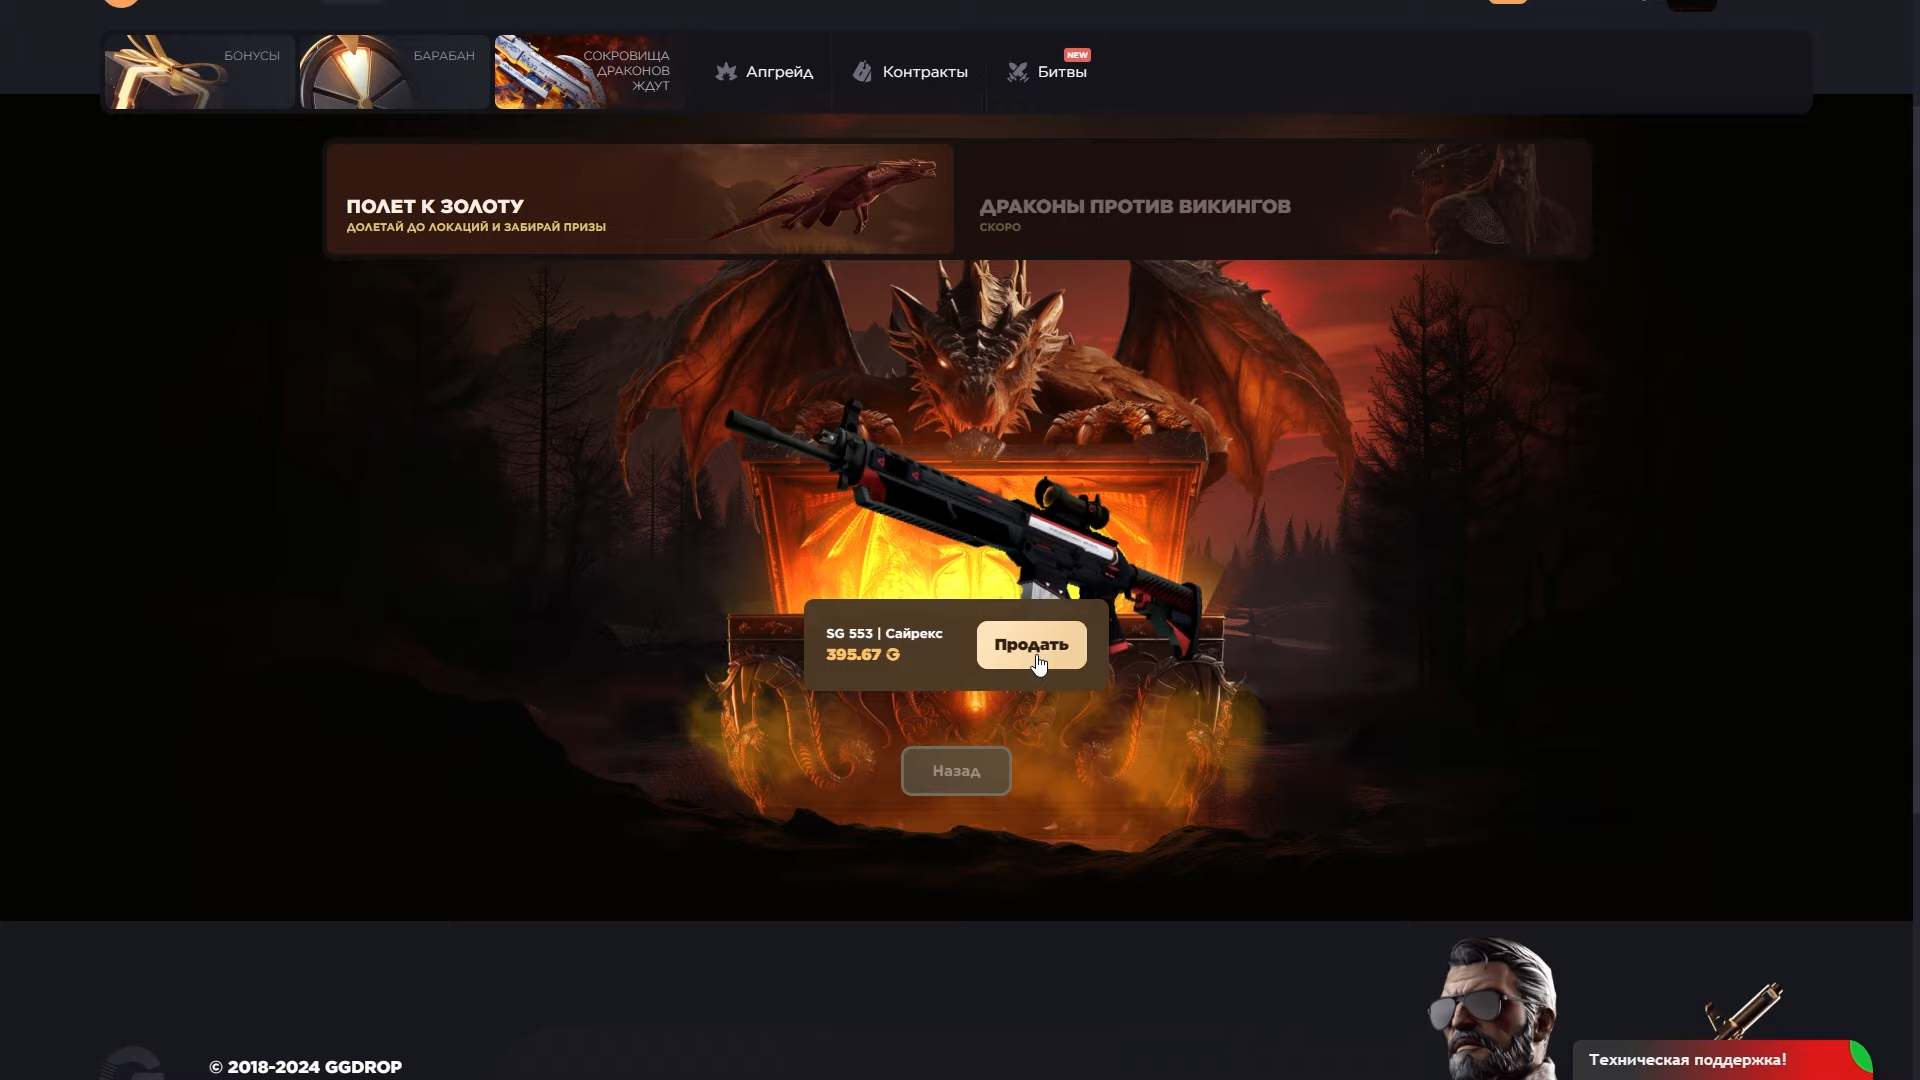 БОНУСЫ
БАРАБАН
СОКРОВИЩА
ДРАКОНОВ
ЖДУТ
Апгрейд
Контракты
NEW
Битвы
ПОЛЕТ К ЗОЛОТУ
ДОЛЕТАЙ ДО ЛОКАЦИЙ И ЗАБИРАЙ ПРИЗЫ
ДРАКОНЫ ПРОТИВ ВИКИНГОВ
СКОРО
SG 553 | Сайрекс
395.67 G
Продать
Назад
© 2018-2024 GGDROP
Техническая поддержка!